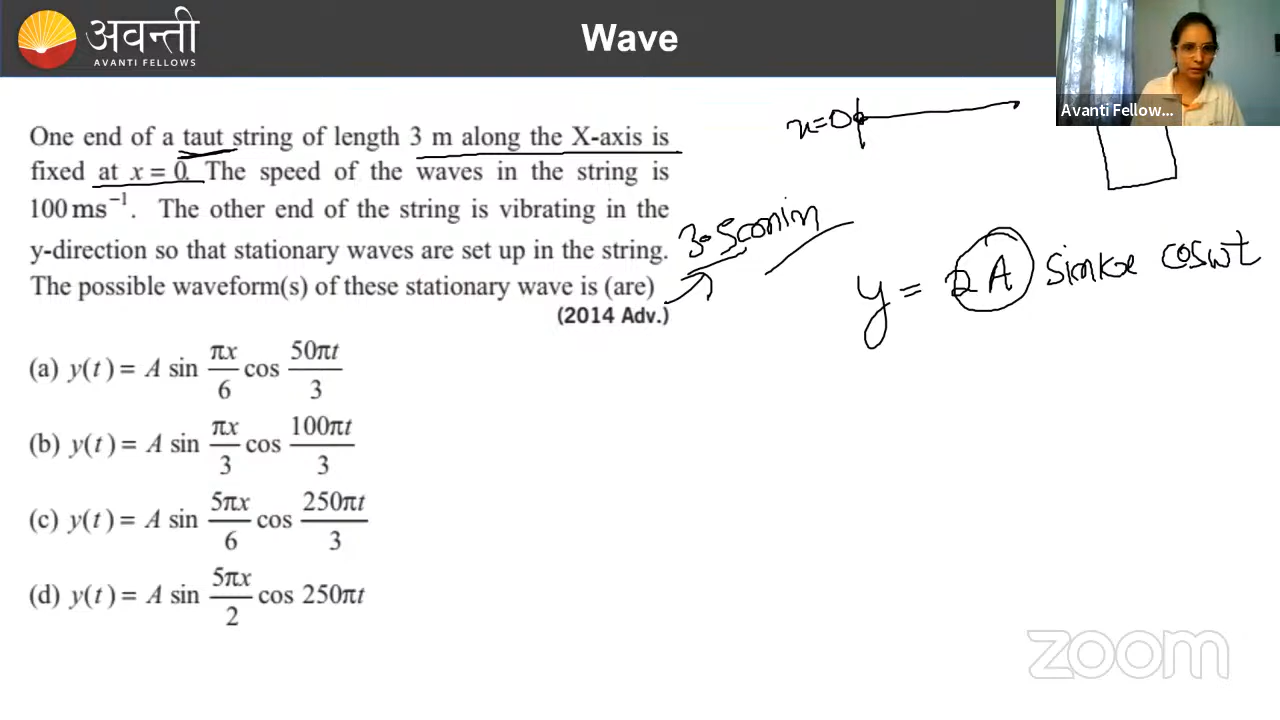 अवन्ती
AVANTI FELLOWS
Wave
Avanti Fellow...
x=0
One end of a taut string of length 3 m along the X-axis is
fixed at x = 0. The speed of the waves in the string is
100 ms⁻¹. The other end of the string is vibrating in the
y-direction so that stationary waves are set up in the string.
The possible waveform(s) of these stationary wave is (are)
(2014 Adv.)
y = 2A sinkx cosωt
(a) y(t) = A sin πx/6 cos 50πt/3
(b) y(t) = A sin πx/3 cos 100πt/3
(c) y(t) = A sin 5πx/6 cos 250πt/3
(d) y(t) = A sin 5πx/2 cos 250πt
zoom